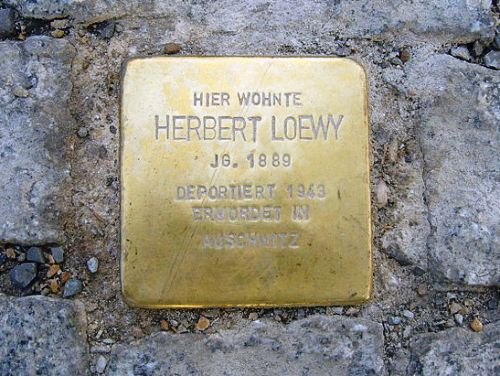 HIER WOHNTE
HERBERT LOEWY
JG. 1889
DEPORTIERT 1943
ERMORDET IN
AUSCHWITZ